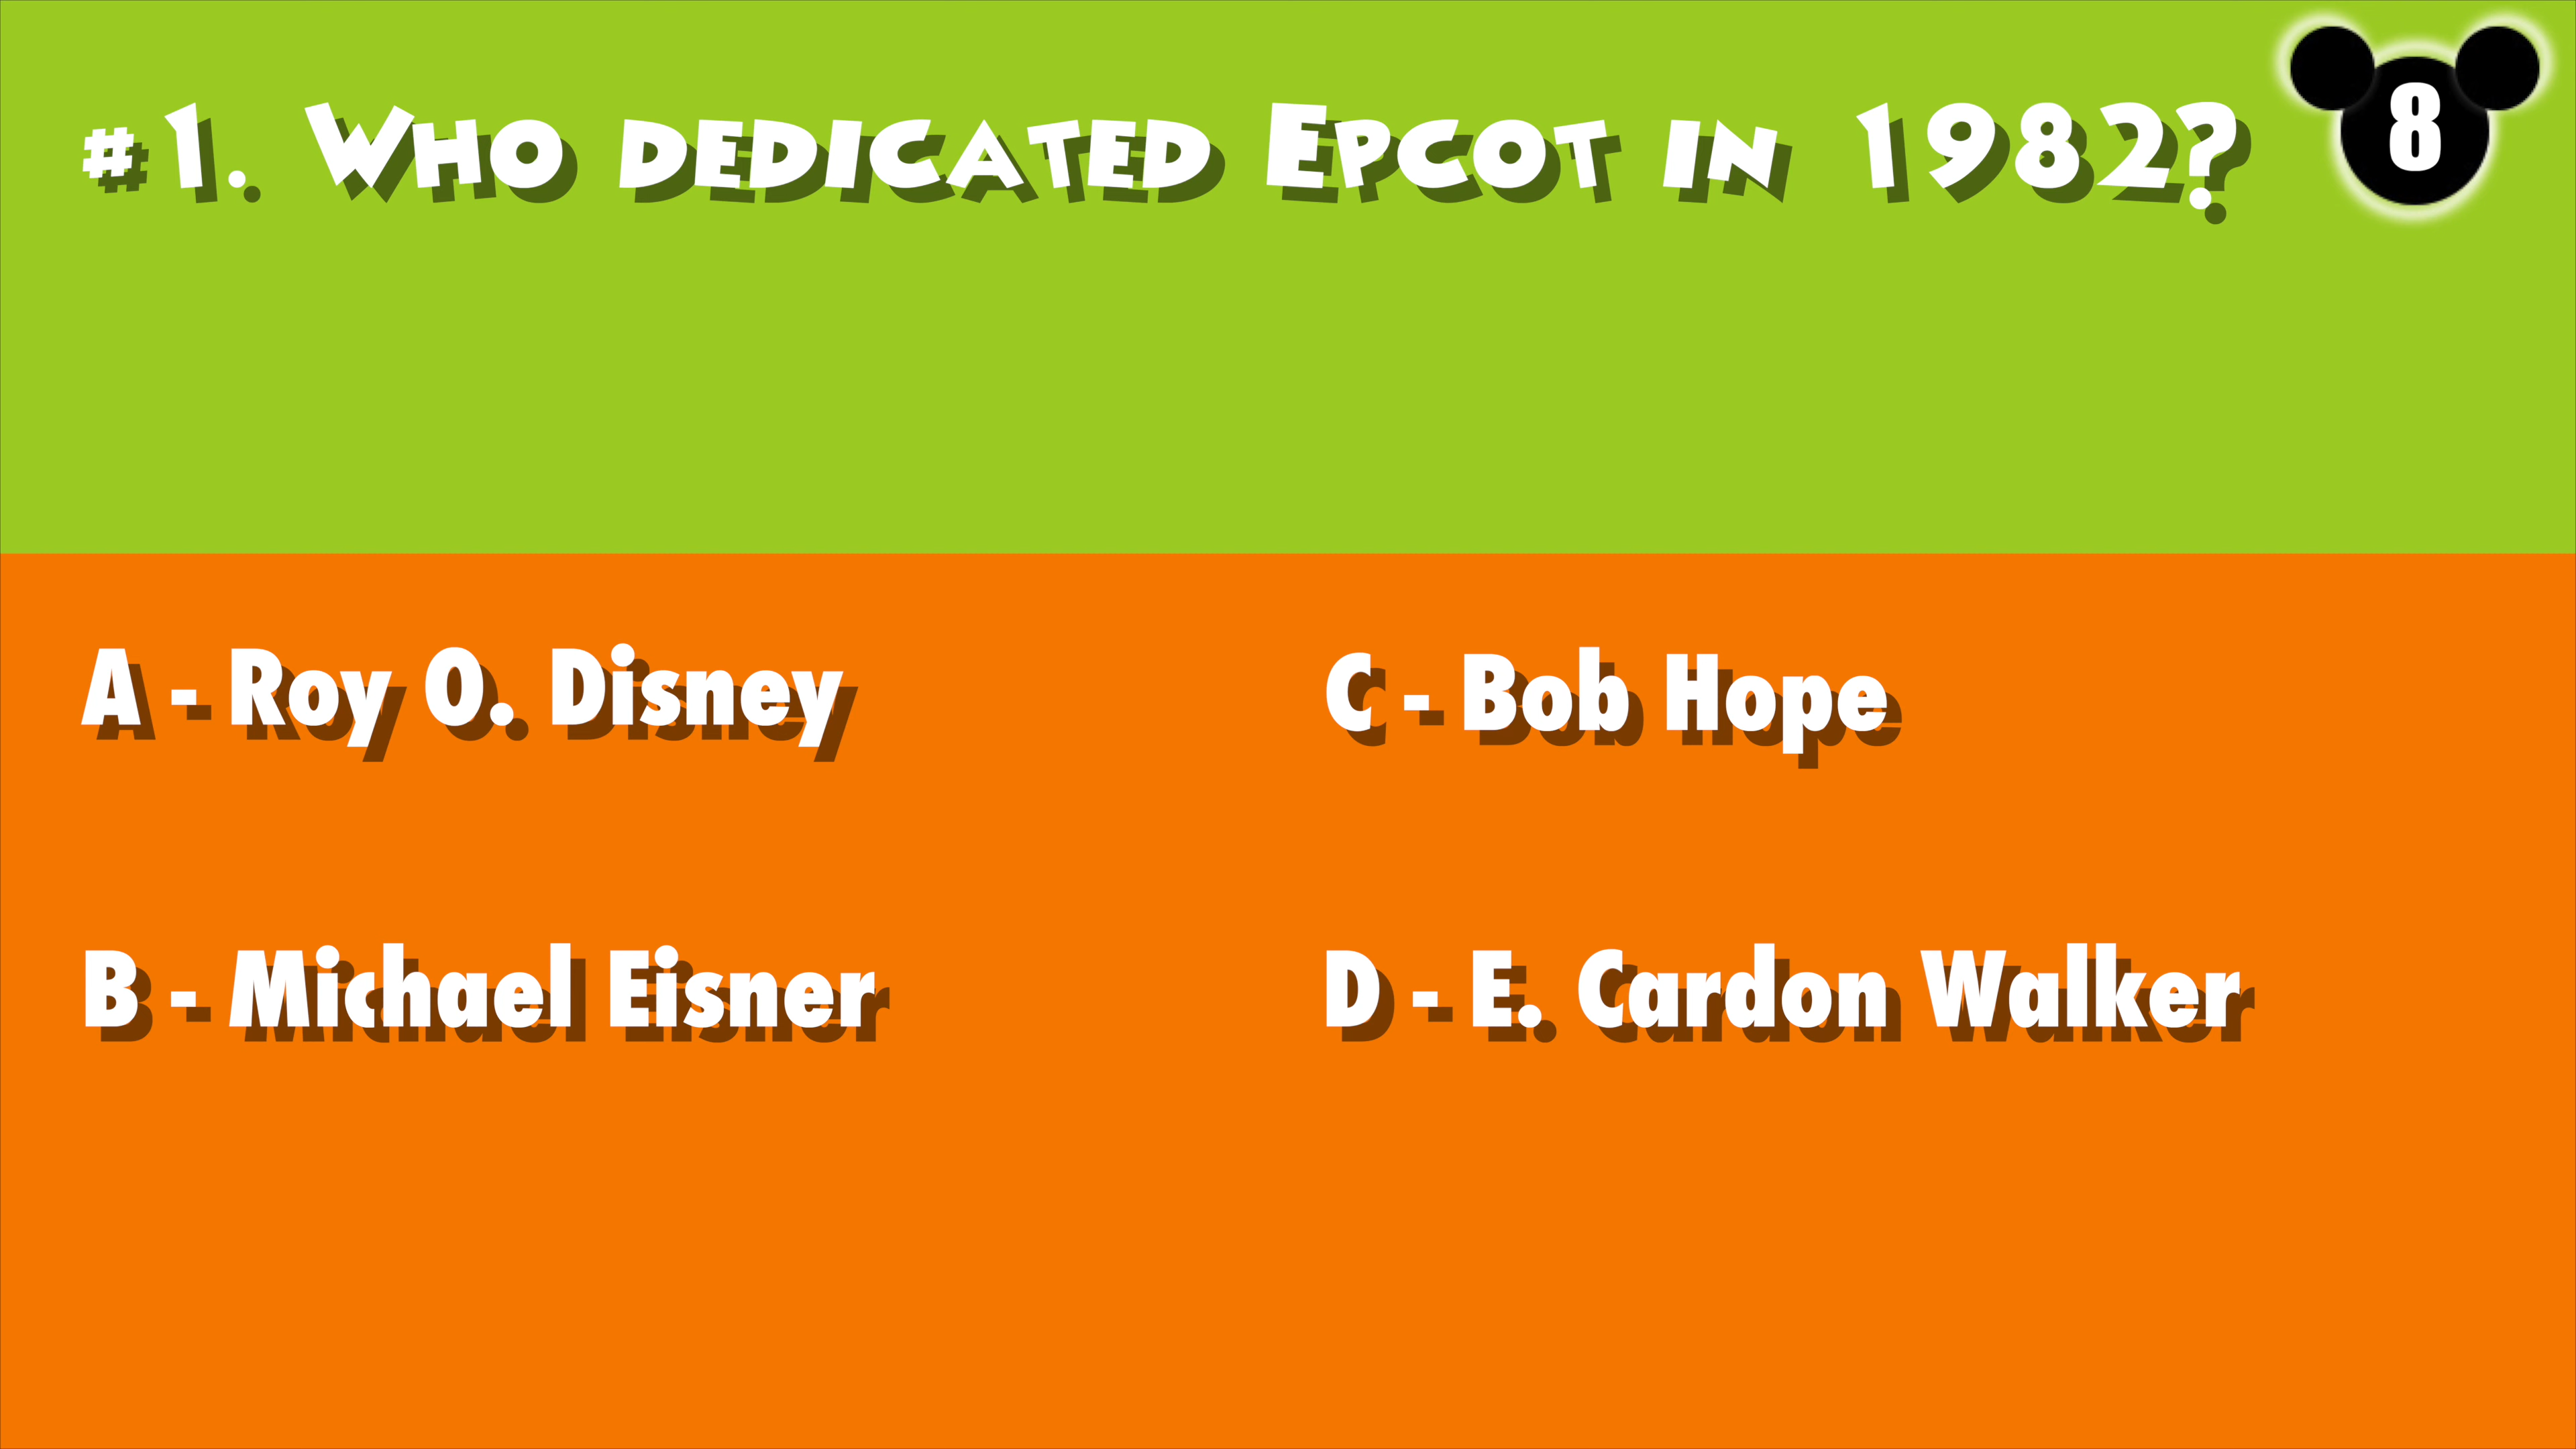 #1. Who dedicated Epcot in 1982?
8
A - Roy O. Disney
C - Bob Hope
B - Michael Eisner
D - E. Cardon Walker